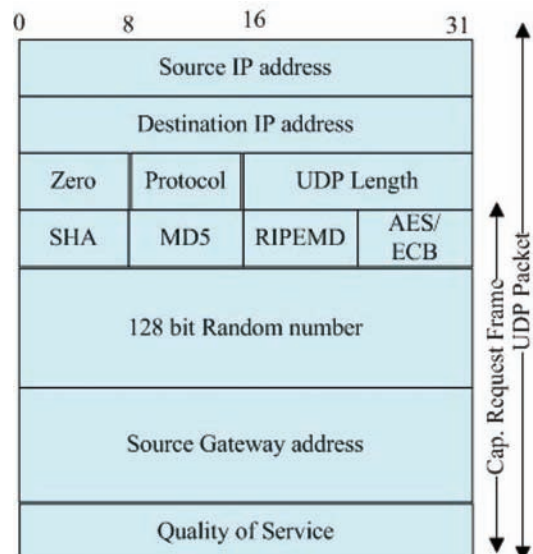 0 8 16 31
Source IP address
Destination IP address
Zero Protocol UDP Length
SHA MD5 RIPEMD AES/
ECB
128 bit Random number
Source Gateway address
Quality of Service
Cap. Request Frame
UDP Packet